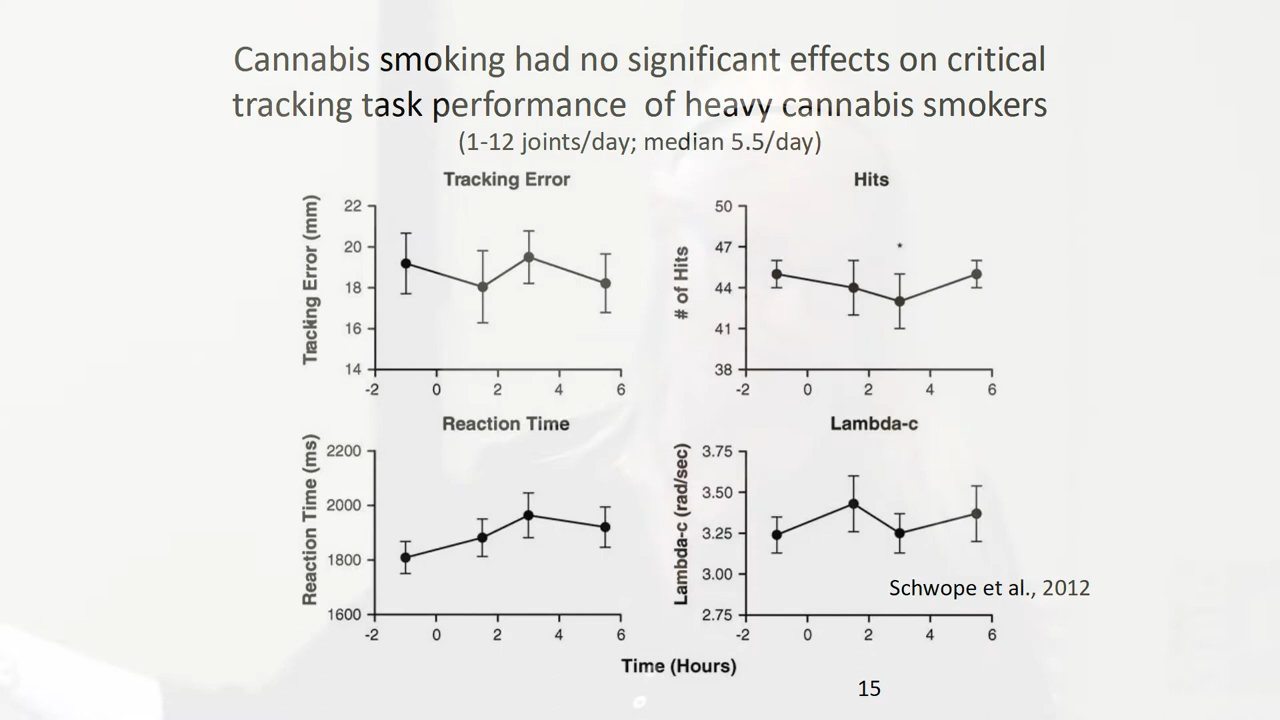 Cannabis smoking had no significant effects on critical
tracking task performance of heavy cannabis smokers
(1-12 joints/day; median 5.5/day)
Tracking Error
Tracking Error (mm)
22
20
18
16
14
-2 0 2 4 6
Hits
# of Hits
50
47
44
41
38
*
-2 0 2 4 6
Reaction Time
Reaction Time (ms)
2200
2000
1800
1600
-2 0 2 4 6
Lambda-c
Lambda-c (rad/sec)
3.75
3.50
3.25
3.00
2.75
-2 0 2 4 6
Schwope et al., 2012
Time (Hours)
15